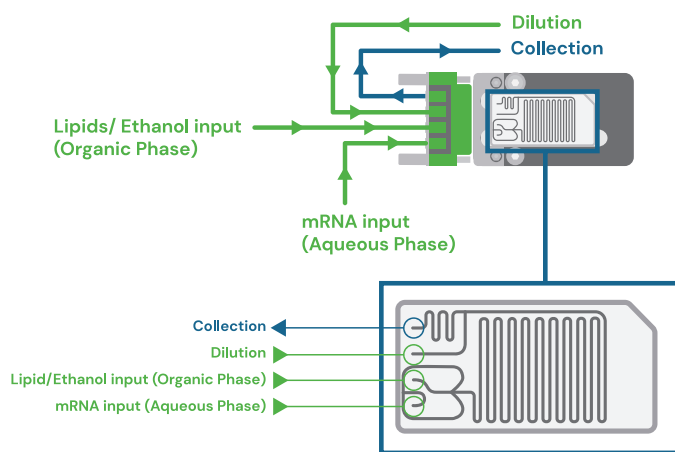 Dilution
Collection
Lipids/ Ethanol input
(Organic Phase)
mRNA input
(Aqueous Phase)
Collection
Dilution
Lipid/Ethanol input (Organic Phase)
mRNA input (Aqueous Phase)